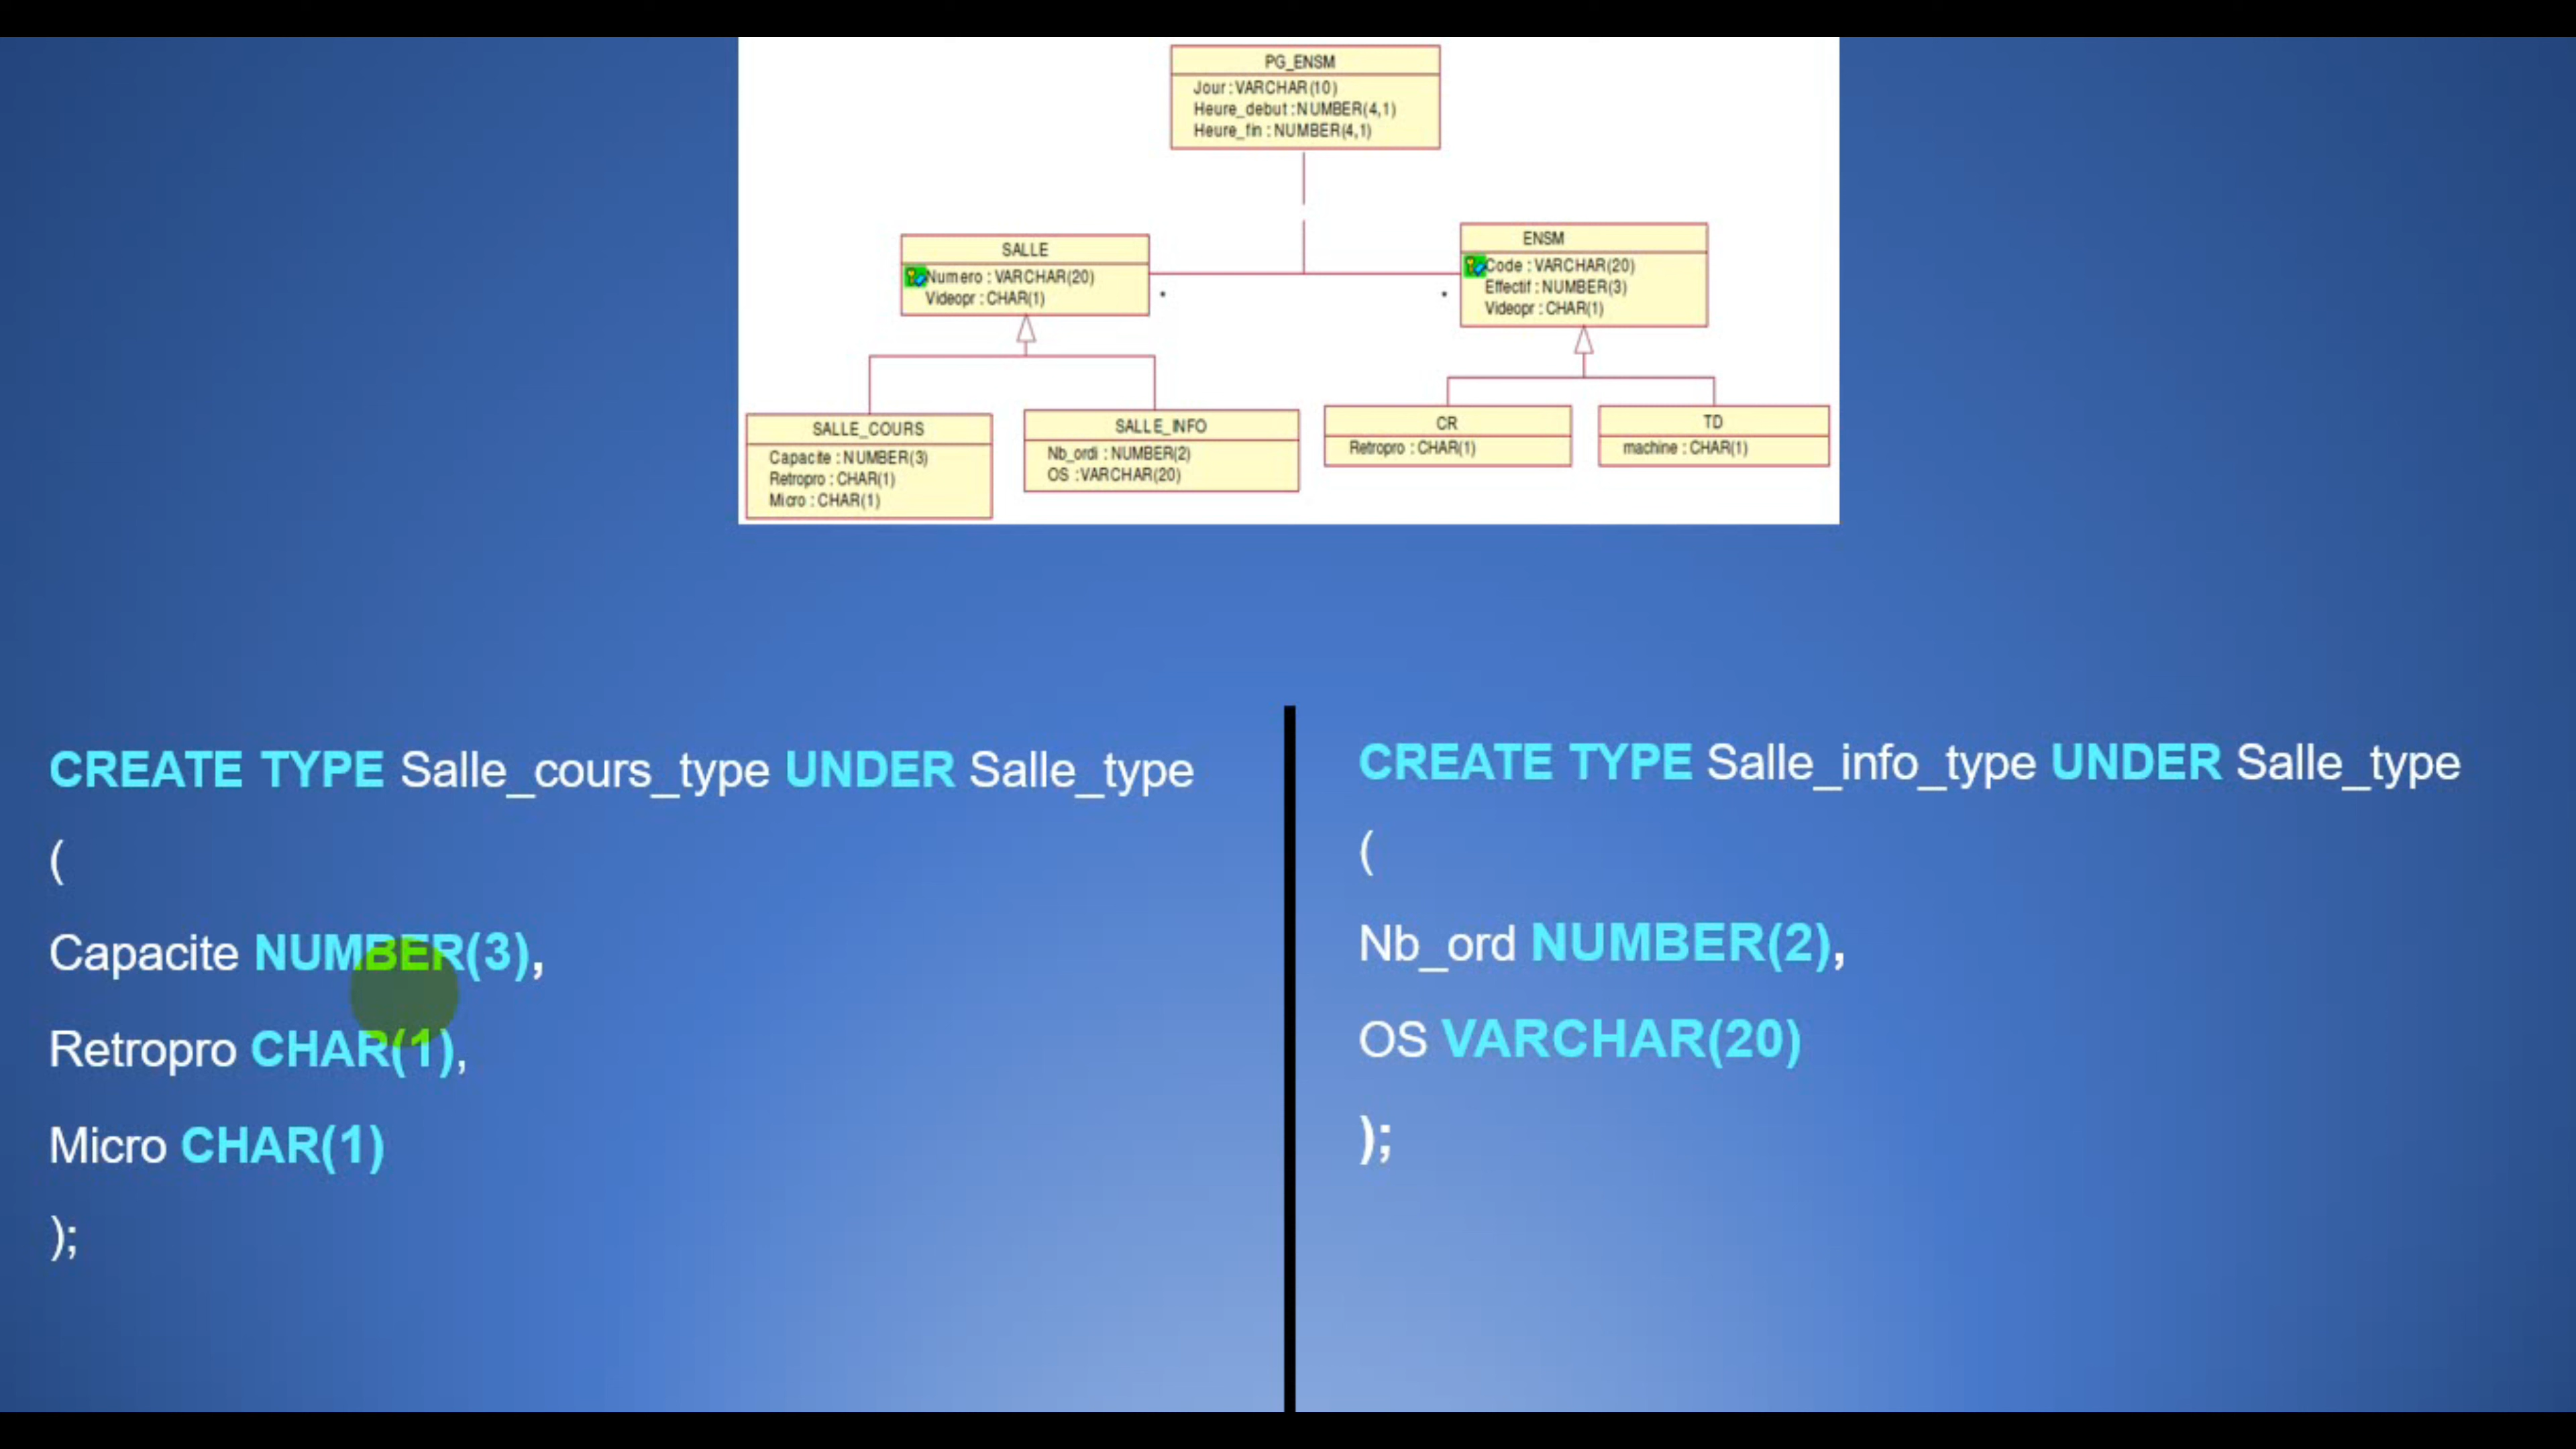 PG_ENSM
Jour : VARCHAR(10)
Heure_debut : NUMBER(4,1)
Heure_fin : NUMBER(4,1)
SALLE
Numero : VARCHAR(20)
Videopr : CHAR(1)
*
*
ENSM
Code : VARCHAR(20)
Effectif : NUMBER(3)
Videopr : CHAR(1)
SALLE_COURS
Capacite : NUMBER(3)
Retropro : CHAR(1)
Micro : CHAR(1)
SALLE_INFO
Nb_ordi : NUMBER(2)
OS : VARCHAR(20)
CR
Retropro : CHAR(1)
TD
machine : CHAR(1)
CREATE TYPE Salle_cours_type UNDER Salle_type
(
Capacite NUMBER(3),
Retropro CHAR(1),
Micro CHAR(1)
);
CREATE TYPE Salle_info_type UNDER Salle_type
(
Nb_ord NUMBER(2),
OS VARCHAR(20)
);